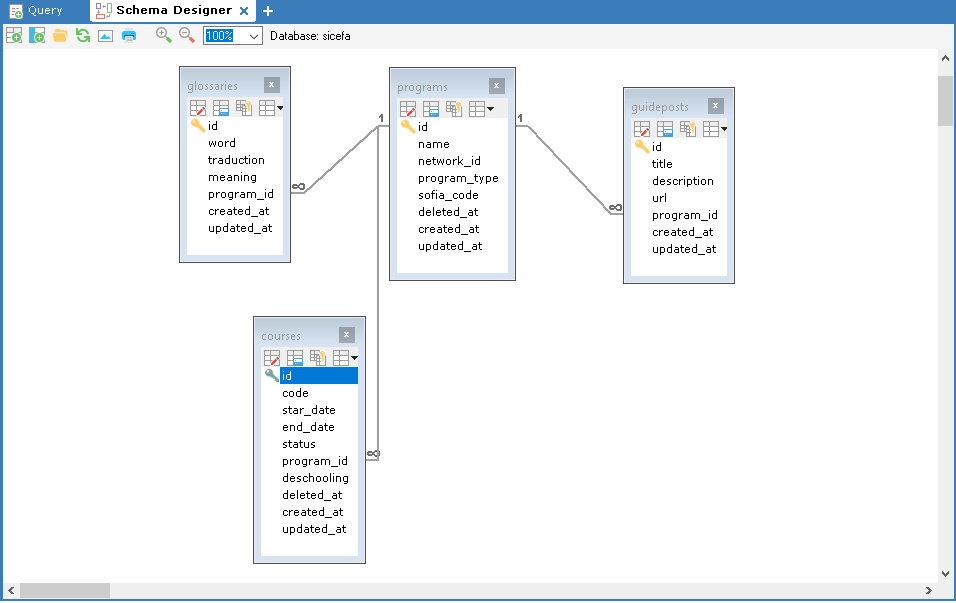 Query
Schema Designer
100%
Database: sicefa
glossaries
id
word
traduction
meaning
program_id
created_at
updated_at
programs
id
name
network_id
program_type
sofia_code
deleted_at
created_at
updated_at
guideposts
id
title
description
url
program_id
created_at
updated_at
1
∞
1
∞
courses
id
code
star_date
end_date
status
program_id
deschooling
deleted_at
created_at
updated_at
∞